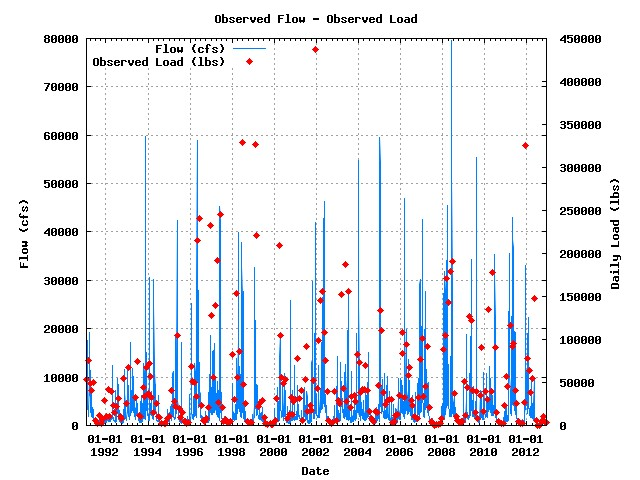 Observed Flow - Observed Load
Flow (cfs)
Observed Load (lbs)
80000
70000
60000
50000
40000
30000
20000
10000
0
Flow (cfs)
450000
400000
350000
300000
250000
200000
150000
100000
50000
0
Daily Load (lbs)
01-01 01-01 01-01 01-01 01-01 01-01 01-01 01-01 01-01 01-01 01-01
1992 1994 1996 1998 2000 2002 2004 2006 2008 2010 2012
Date